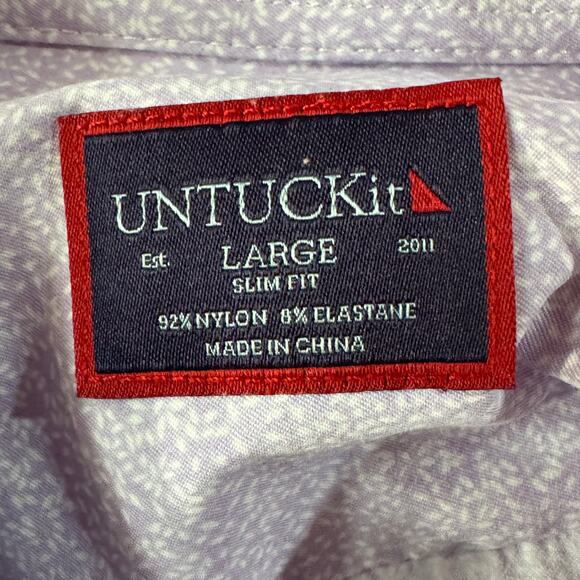 UNTUCKit
Est. LARGE 2011
SLIM FIT
92% NYLON 8% ELASTANE
MADE IN CHINA